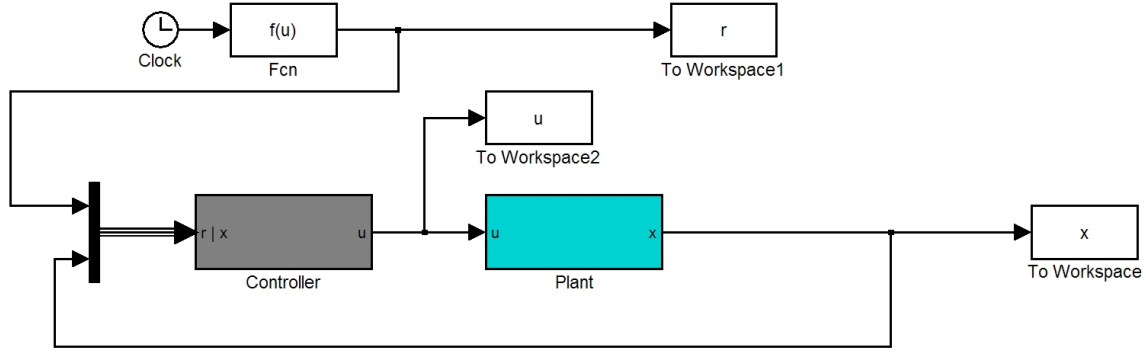 f(u)
r
Clock
Fcn
To Workspace1
u
To Workspace2
r | x
u
u
x
x
Controller
Plant
To Workspace